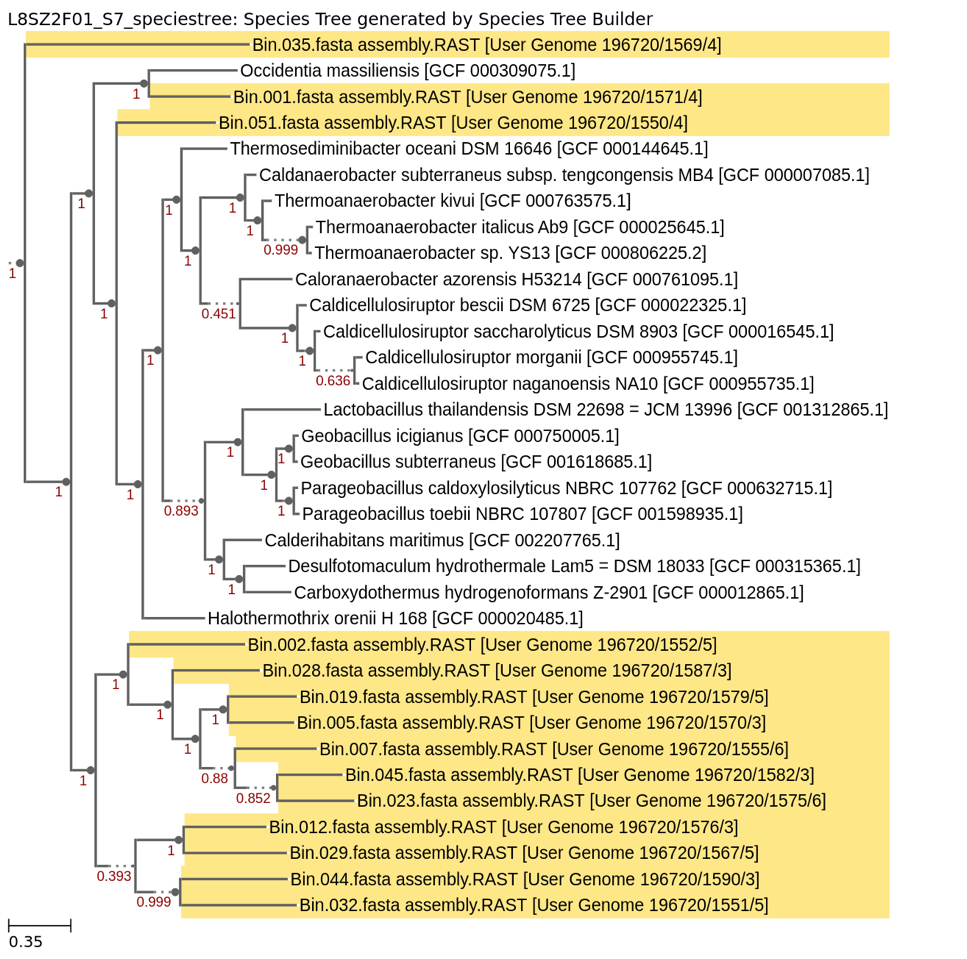 L8SZ2F01_S7_speciestree: Species Tree generated by Species Tree Builder
Bin.035.fasta assembly.RAST [User Genome 196720/1569/4]
Occidentia massiliensis [GCF 000309075.1]
1
Bin.001.fasta assembly.RAST [User Genome 196720/1571/4]
Bin.051.fasta assembly.RAST [User Genome 196720/1550/4]
Thermosediminibacter oceani DSM 16646 [GCF 000144645.1]
Caldanaerobacter subterraneus subsp. tengcongensis MB4 [GCF 000007085.1]
1
Thermoanaerobacter kivui [GCF 000763575.1]
1
1
Thermoanaerobacter italicus Ab9 [GCF 000025645.1]
1
0.999
Thermoanaerobacter sp. YS13 [GCF 000806225.2]
1
1
Caloranaerobacter azorensis H53214 [GCF 000761095.1]
Caldicellulosiruptor bescii DSM 6725 [GCF 000022325.1]
1
0.451
Caldicellulosiruptor saccharolyticus DSM 8903 [GCF 000016545.1]
1
Caldicellulosiruptor morganii [GCF 000955745.1]
1
1
0.636
Caldicellulosiruptor naganoensis NA10 [GCF 000955735.1]
Lactobacillus thailandensis DSM 22698 = JCM 13996 [GCF 001312865.1]
Geobacillus icigianus [GCF 000750005.1]
1
1
Geobacillus subterraneus [GCF 001618685.1]
1
1
1
Parageobacillus caldoxylosilyticus NBRC 107762 [GCF 000632715.1]
0.893
1
Parageobacillus toebii NBRC 107807 [GCF 001598935.1]
Calderihabitans maritimus [GCF 002207765.1]
1
Desulfotomaculum hydrothermale Lam5 = DSM 18033 [GCF 000315365.1]
1
Carboxydothermus hydrogenoformans Z-2901 [GCF 000012865.1]
Halothermothrix orenii H 168 [GCF 000020485.1]
Bin.002.fasta assembly.RAST [User Genome 196720/1552/5]
Bin.028.fasta assembly.RAST [User Genome 196720/1587/3]
1
Bin.019.fasta assembly.RAST [User Genome 196720/1579/5]
1
1
Bin.005.fasta assembly.RAST [User Genome 196720/1570/3]
1
Bin.007.fasta assembly.RAST [User Genome 196720/1555/6]
Bin.045.fasta assembly.RAST [User Genome 196720/1582/3]
1
0.88
0.852
Bin.023.fasta assembly.RAST [User Genome 196720/1575/6]
Bin.012.fasta assembly.RAST [User Genome 196720/1576/3]
1
Bin.029.fasta assembly.RAST [User Genome 196720/1567/5]
0.393
Bin.044.fasta assembly.RAST [User Genome 196720/1590/3]
0.999
Bin.032.fasta assembly.RAST [User Genome 196720/1551/5]
0.35